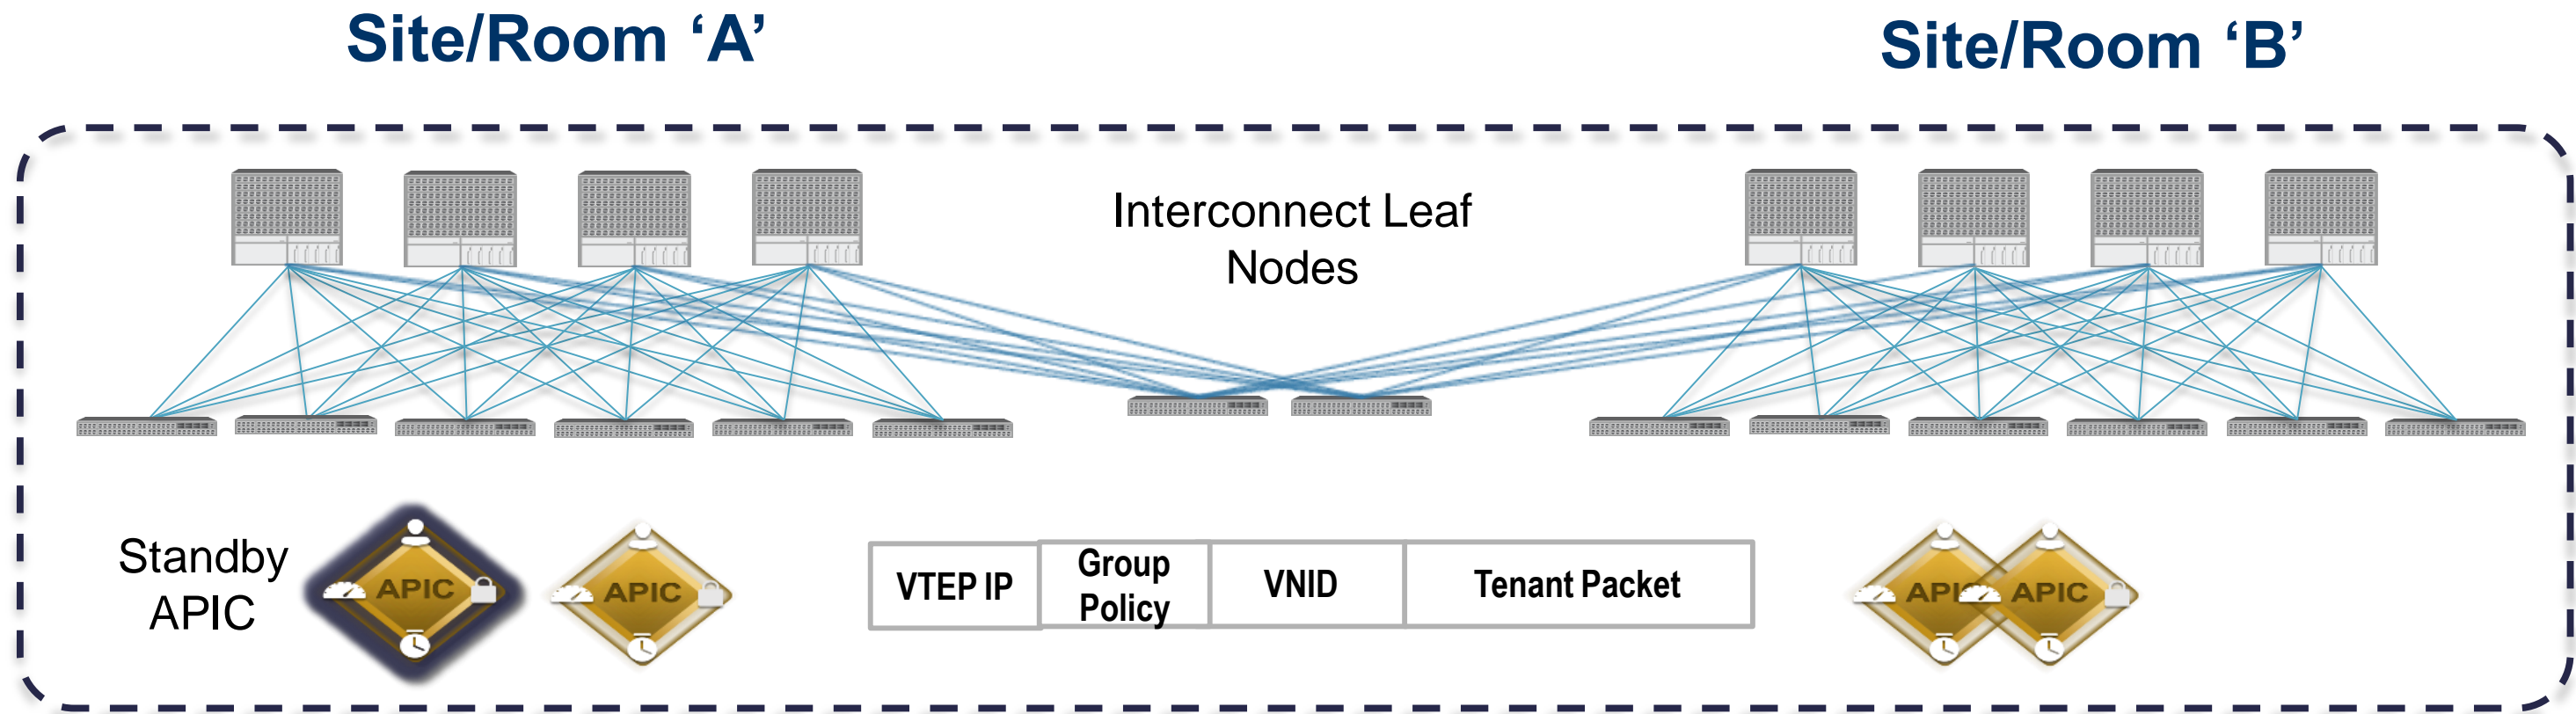 Site/Room ‘A’
Site/Room ‘B’
Interconnect Leaf
Nodes
Standby
APIC
APIC
APIC
VTEP IP
Group
Policy
VNID
Tenant Packet
API
APIC